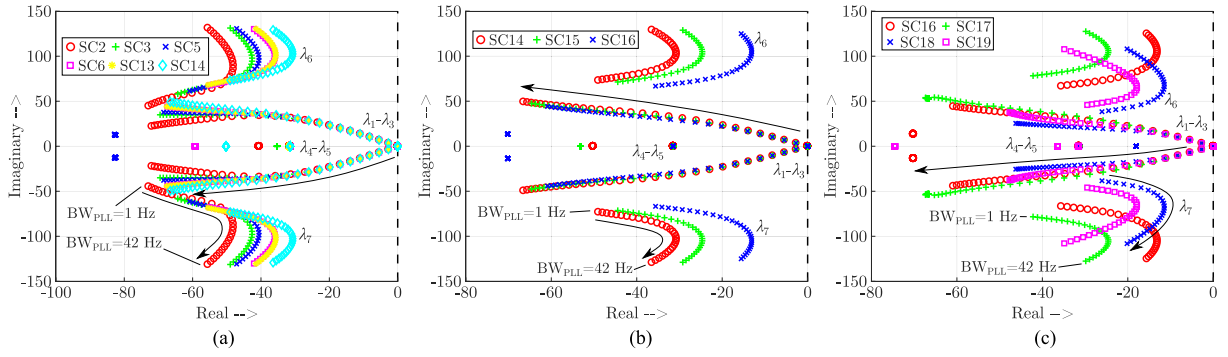 150
100
50
0
-50
-100
-150
-100
-80
-60
-40
-20
0
Imaginary -->
Real -->
SC2 SC3 SC5
SC6 SC13 SC14
λ6
λ1-λ3
λ4-λ5
BWPLL=1 Hz
BWPLL=42 Hz
λ7
(a)
150
100
50
0
-50
-100
-150
-80
-60
-40
-20
0
Imaginary -->
Real -->
SC14 SC15 SC16
λ6
λ4-λ5
λ1-λ3
BWPLL=1 Hz
BWPLL=42 Hz
λ7
(b)
150
100
50
0
-50
-100
-150
-80
-60
-40
-20
0
Imaginary -->
Real ->
SC16 SC17
SC18 SC19
λ6
λ1-λ3
λ4-λ5
BWPLL=1 Hz
BWPLL=42 Hz
λ7
(c)